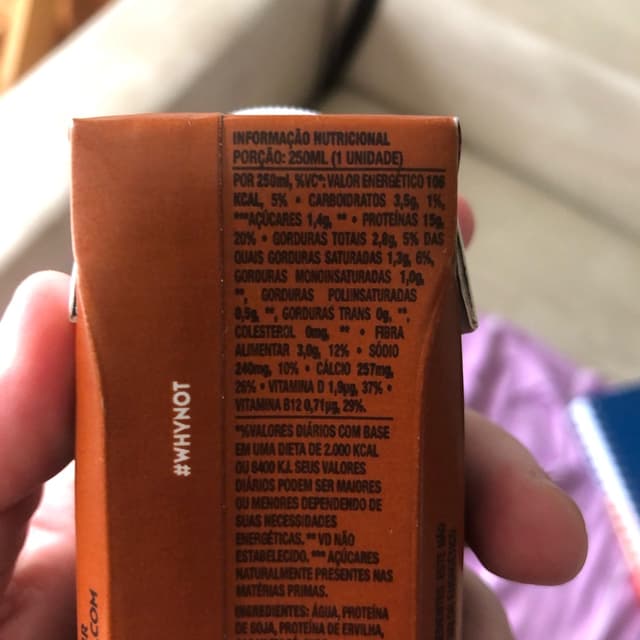 INFORMAÇÃO NUTRICIONAL
PORÇÃO: 250ML (1 UNIDADE)
POR 250ml, %VC*: VALOR ENERGÉTICO 106
KCAL, 5% • CARBOIDRATOS 3,5g, 1%,
***AÇÚCARES 1,4g, ** • PROTEÍNAS 15g,
20% • GORDURAS TOTAIS 2,6g, 5% DAS
QUAIS GORDURAS SATURADAS 1,3g, 6%,
GORDURAS MONOINSATURADAS 1,0g,
**, GORDURAS POLIINSATURADAS
0,5g, **, GORDURAS TRANS 0g, **,
COLESTEROL 0mg, ** • FIBRA
ALIMENTAR 3,0g, 12% • SÓDIO
240mg, 10% • CÁLCIO 257mg,
26% • VITAMINA D 1,9µg, 37% •
VITAMINA B12 0,71µg, 29%.
*%VALORES DIÁRIOS COM BASE
EM UMA DIETA DE 2.000 KCAL
OU 8400 KJ. SEUS VALORES
DIÁRIOS PODEM SER MAIORES
OU MENORES DEPENDENDO DE
SUAS NECESSIDADES
ENERGÉTICAS. ** VD NÃO
ESTABELECIDO. *** AÇÚCARES
NATURALMENTE PRESENTES NAS
MATÉRIAS PRIMAS.
INGREDIENTES: ÁGUA, PROTEÍNA
DE SOJA, PROTEÍNA DE ERVILHA,
#WHYNOT
.COM